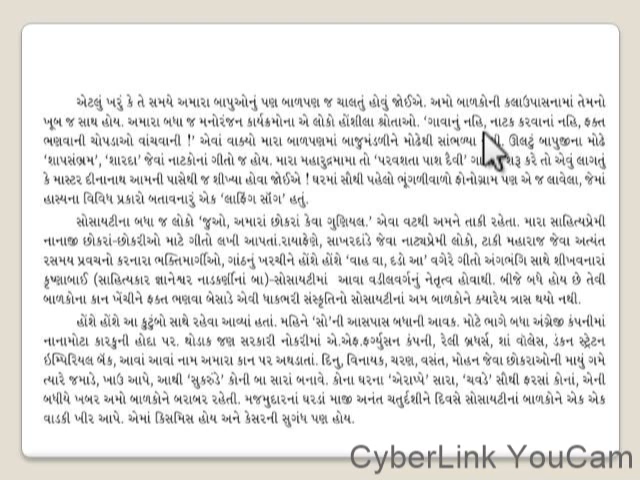 એટલું ખરું કે તે સમયે અમારા બાપુઓનું પણ બાળપણ જ ચાલતું હોવું જોઈએ. અમો બાળકોની કલાઉપાસનામાં તેમનો
ખૂબ જ સાથ હોય. અમારા બધા જ મનોરંજન કાર્યક્રમોના એ લોકો હોંશીલા શ્રોતાઓ. ‘ગાવાનું નહિ, નાટક કરવાનાં નહિ, ફક્ત
ભણવાની ચોપડાઓ વાંચવાની !’ એવાં વાક્યો મારા બાળપણમાં બાજુમંડળીને મોઢેથી સાંભળ્યા નથી. ઊલટું બાપુજીના મોઢે
‘શાપસંભ્રમ’, ‘શારદા’ જેવાં નાટકોનાં ગીતો જ હોય. મારા મહારુદ્રમામા તો ‘પરવશતા પાશ દૈવી’ ગા શરૂ કરે તો એવું લાગતું
કે માસ્ટર દીનાનાથ આમની પાસેથી જ શીખ્યા હોવા જોઈએ ! ઘરમાં સૌથી પહેલો ભૂંગળીવાળો ફોનોગ્રામ પણ એ જ લાવેલા, જેમાં
હાસ્યના વિવિધ પ્રકારો બતાવનારું એક ‘લાફિંગ સૉંગ’ હતું.
સોસાયટીના બધા જ લોકો ‘જુઓ, અમારાં છોકરાં કેવા ગુણિયલ.’ એવા વટથી અમને તાકી રહેતા. મારા સાહિત્યપ્રેમી
નાનાજી છોકરાં-છોકરીઓ માટે ગીતો લખી આપતાં.રાયાફેણે, સાખરદાંડે જેવા નાટ્યપ્રેમી લોકો, ટાકી મહારાજ જેવા અત્યંત
રસમય પ્રવચનો કરનારા ભક્તિમાર્ગીઓ, ગાંઠનું ખરચીને હોંશે હોંશે ‘વાહ વા, દડો આ’ વગેરે ગીતો અંગભંગિ સાથે શીખવનારાં
કૃષ્ણાબાઈ (સાહિત્યકાર જ્ઞાનેશ્વર નાડકર્ણીનાં બા)-સોસાયટીમાં આવા વડીલવર્ગનું નેતૃત્વ હોવાથી. બીજે બધે હોય છે તેવી
બાળકોના કાન ખેંચીને ફક્ત ભણવા બેસાડે એવી ધાકભરી સંસ્કૃતિનો સોસાયટીનાં અમ બાળકોને ક્યારેય ત્રાસ થયો નથી.
હોંશે હોંશે આ કુટુંબો સાથે રહેવા આવ્યાં હતાં. મહિને ‘સો’ની આસપાસ બધાની આવક. મોટે ભાગે બધા અંગ્રેજી કંપનીમાં
નાનામોટા કારકુની હોદા પર. થોડાક જણ સરકારી નોકરીમાં એ.એફ.ફર્ગ્યુસન કંપની, રેલી બ્રધર્સ, શાં વોલેસ, ડંકન સ્ટ્રેટન
ઇમ્પિરિયલ બૅંક, આવાં આવાં નામ અમારા કાન પર અથડાતાં. દિનુ, વિનાયક, ચરણ, વસંત, મોહન જેવા છોકરાઓની માયું ગમે
ત્યારે જમાડે, ખાઉ આપે, આથી ‘સુકરુંડે’ કોની બા સારાં બનાવે. કોના ઘરના ‘એરાપ્પે’ સારા, ‘ચવડે’ સૌથી ફરસાં કોનાં, એની
બધીયે ખબર અમો બાળકોને બરાબર રહેતી. મજમુદારનાં ઘરડાં માજી અનંત ચતુર્દશીને દિવસે સોસાયટીનાં બાળકોને એક એક
વાડકી ખીર આપે. એમાં કિસમિસ હોય અને કેસરની સુગંધ પણ હોય.
CyberLink YouCam